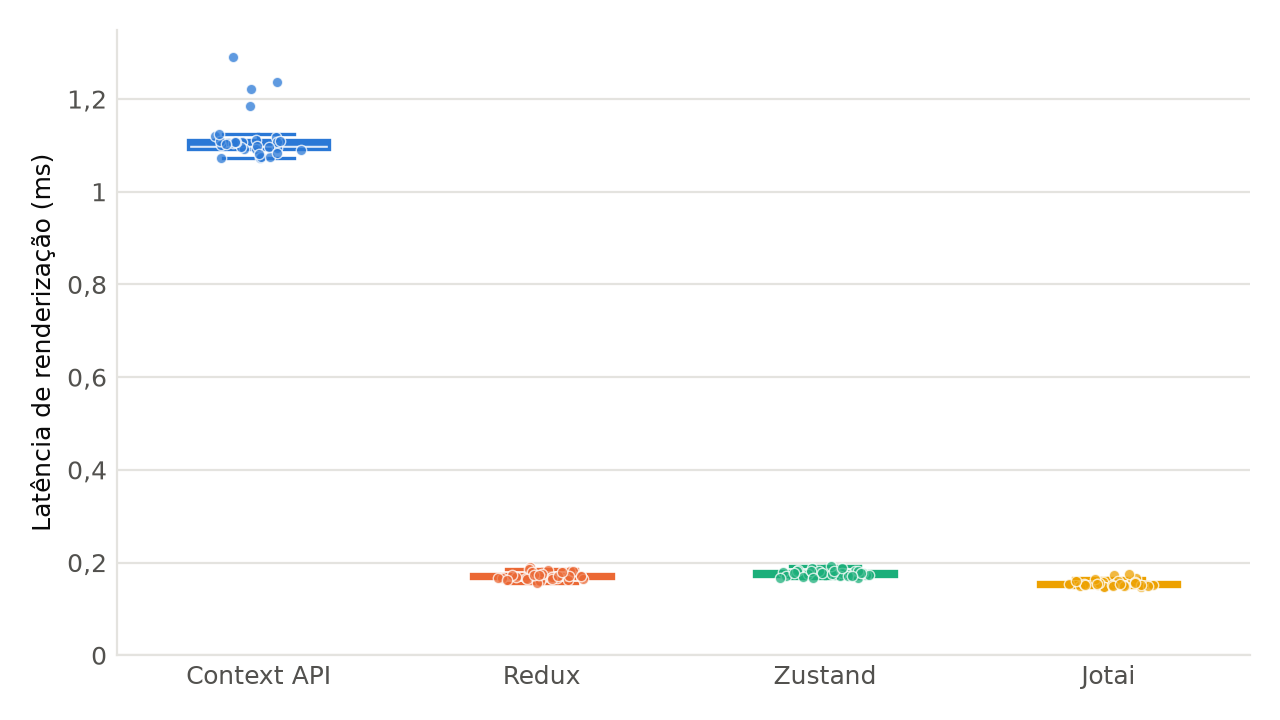 Latência de renderização (ms)
1,2
1
0,8
0,6
0,4
0,2
0
Context API
Redux
Zustand
Jotai